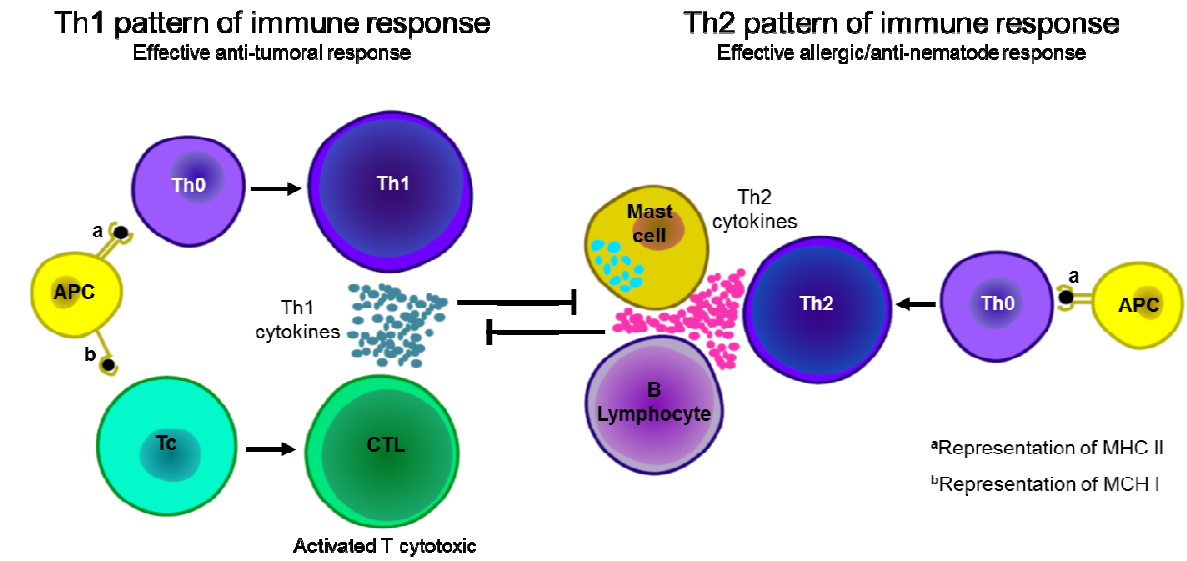 Th1 pattern of immune response
Effective anti-tumoral response
Th2 pattern of immune response
Effective allergic/anti-nematode response
Th0
Th1
a
APC
b
Th1
cytokines
Tc
CTL
Activated T cytotoxic
Mast
cell
Th2
cytokines
Th2
Th0
a
APC
B
Lymphocyte
ᵃRepresentation of MHC II
ᵇRepresentation of MCH I